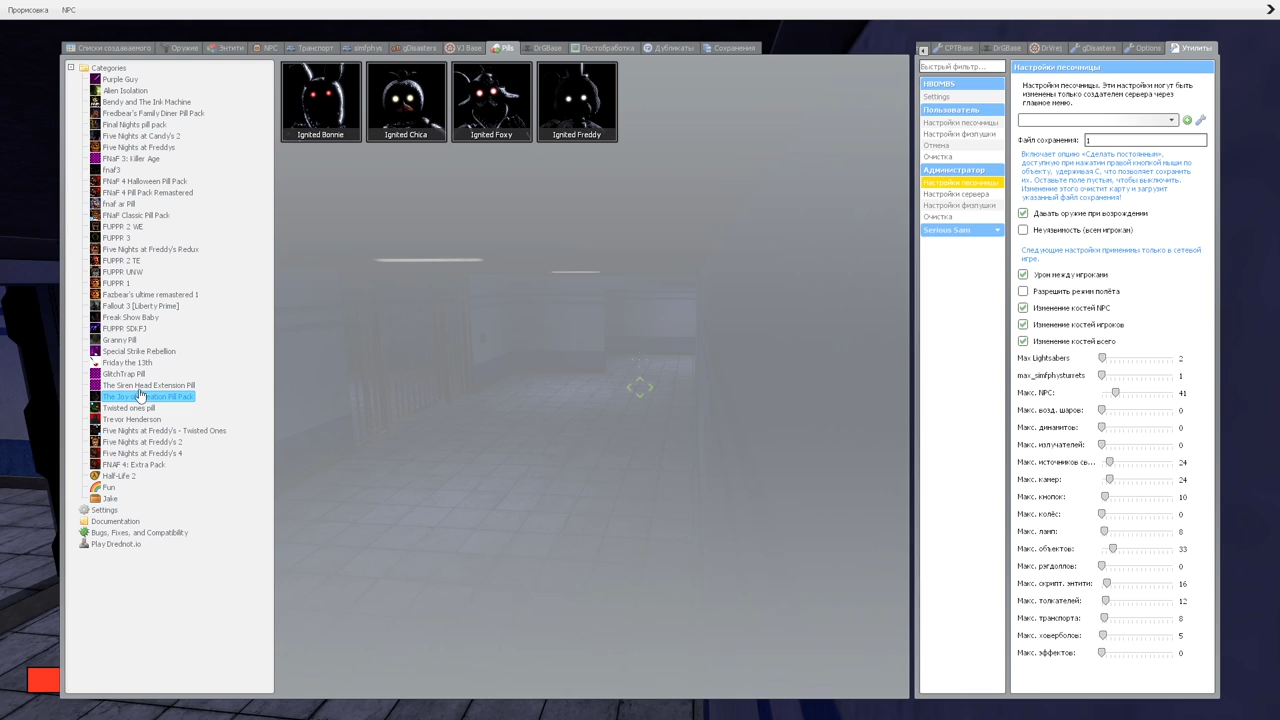 Прорисовка NPC
Списки создаваемого Оружие Энтити NPC Транспорт simfphys gDisasters VJ Base Pills DrGBase Постобработка Дубликаты Сохранения
Categories
Purple Guy
Alien Isolation
Bendy and The Ink Machine
Fredbear's Family Diner Pill Pack
Final Nights pill pack
Five Nights at Candy's 2
Five Nights at Freddys
FNaF 3: Killer Age
fnaf3
FNAF 4 Halloween Pill Pack
FNAF 4 Pill Pack Remastered
fnaf ar Pill
FNAF Classic Pill Pack
FUPPR 2 WE
FUPPR 3
Five Nights at Freddy's Redux
FUPPR 2 TE
FUPPR UNW
FUPPR 1
Fazbear's ultime remastered 1
Fallout 3 [Liberty Prime]
Freak Show Baby
FUPPR SDI.FJ
Granny Pill
Special Strike Rebellion
Friday the 13th
GlitchTrap Pill
The Siren Head Extension Pill
Pill Pack
Twisted ones pill
Trevor Henderson
Five Nights at Freddy's - Twisted Ones
Five Nights at Freddy's 2
Five Nights at Freddy's 4
FNAF 4: Extra Pack
Half-Life 2
Fun
Jake
Settings
Documentation
Bugs, Fixes, and Compatibility
Play Drednot.io
Ignited Bonnie Ignited Chica Ignited Foxy Ignited Freddy
CPTBase DrGBase DrVrej gDisasters Options Утилиты
Быстрый фильтр...
HBOMBS
Settings
Пользователь
Настройки песочницы
Настройки физпушки
Отмена
Очистка
Администратор
Настройки песочницы
Настройки сервера
Настройки физпушки
Очистка
Serious Sam
Настройки песочницы
Настройки песочницы. Эти настройки могут быть
изменены только создателем сервера через
главное меню.
Файл сохранения: 1
Включает опцию «Сделать постоянным»,
доступную при нажатии правой кнопкой мыши по
объекту, удерживая C, что позволяет сохранить
их. Оставьте поле пустым, чтобы выключить.
Изменение этого очистит карту и загрузит
указанный файл сохранения!
Давать оружие при возрождении
Неуязвимость (всем игрокам)
Следующие настройки применимы только в сетевой
игре.
Урон между игроками
Разрешить режим полёта
Изменение костей NPC
Изменение костей игроков
Изменение костей всего
Max Lightsabers 2
max_simfphysturrets 1
Макс. NPC: 41
Макс. возд. шаров: 0
Макс. динамитов: 0
Макс. излучателей: 0
Макс. источников св... 24
Макс. камер: 24
Макс. кнопок: 10
Макс. колёс: 0
Макс. ламп: 8
Макс. объектов: 33
Макс. рэгдоллов: 0
Макс. скрипт. энтити: 16
Макс. толкателей: 12
Макс. транспорта: 8
Макс. ховерболов: 5
Макс. эффектов: 0